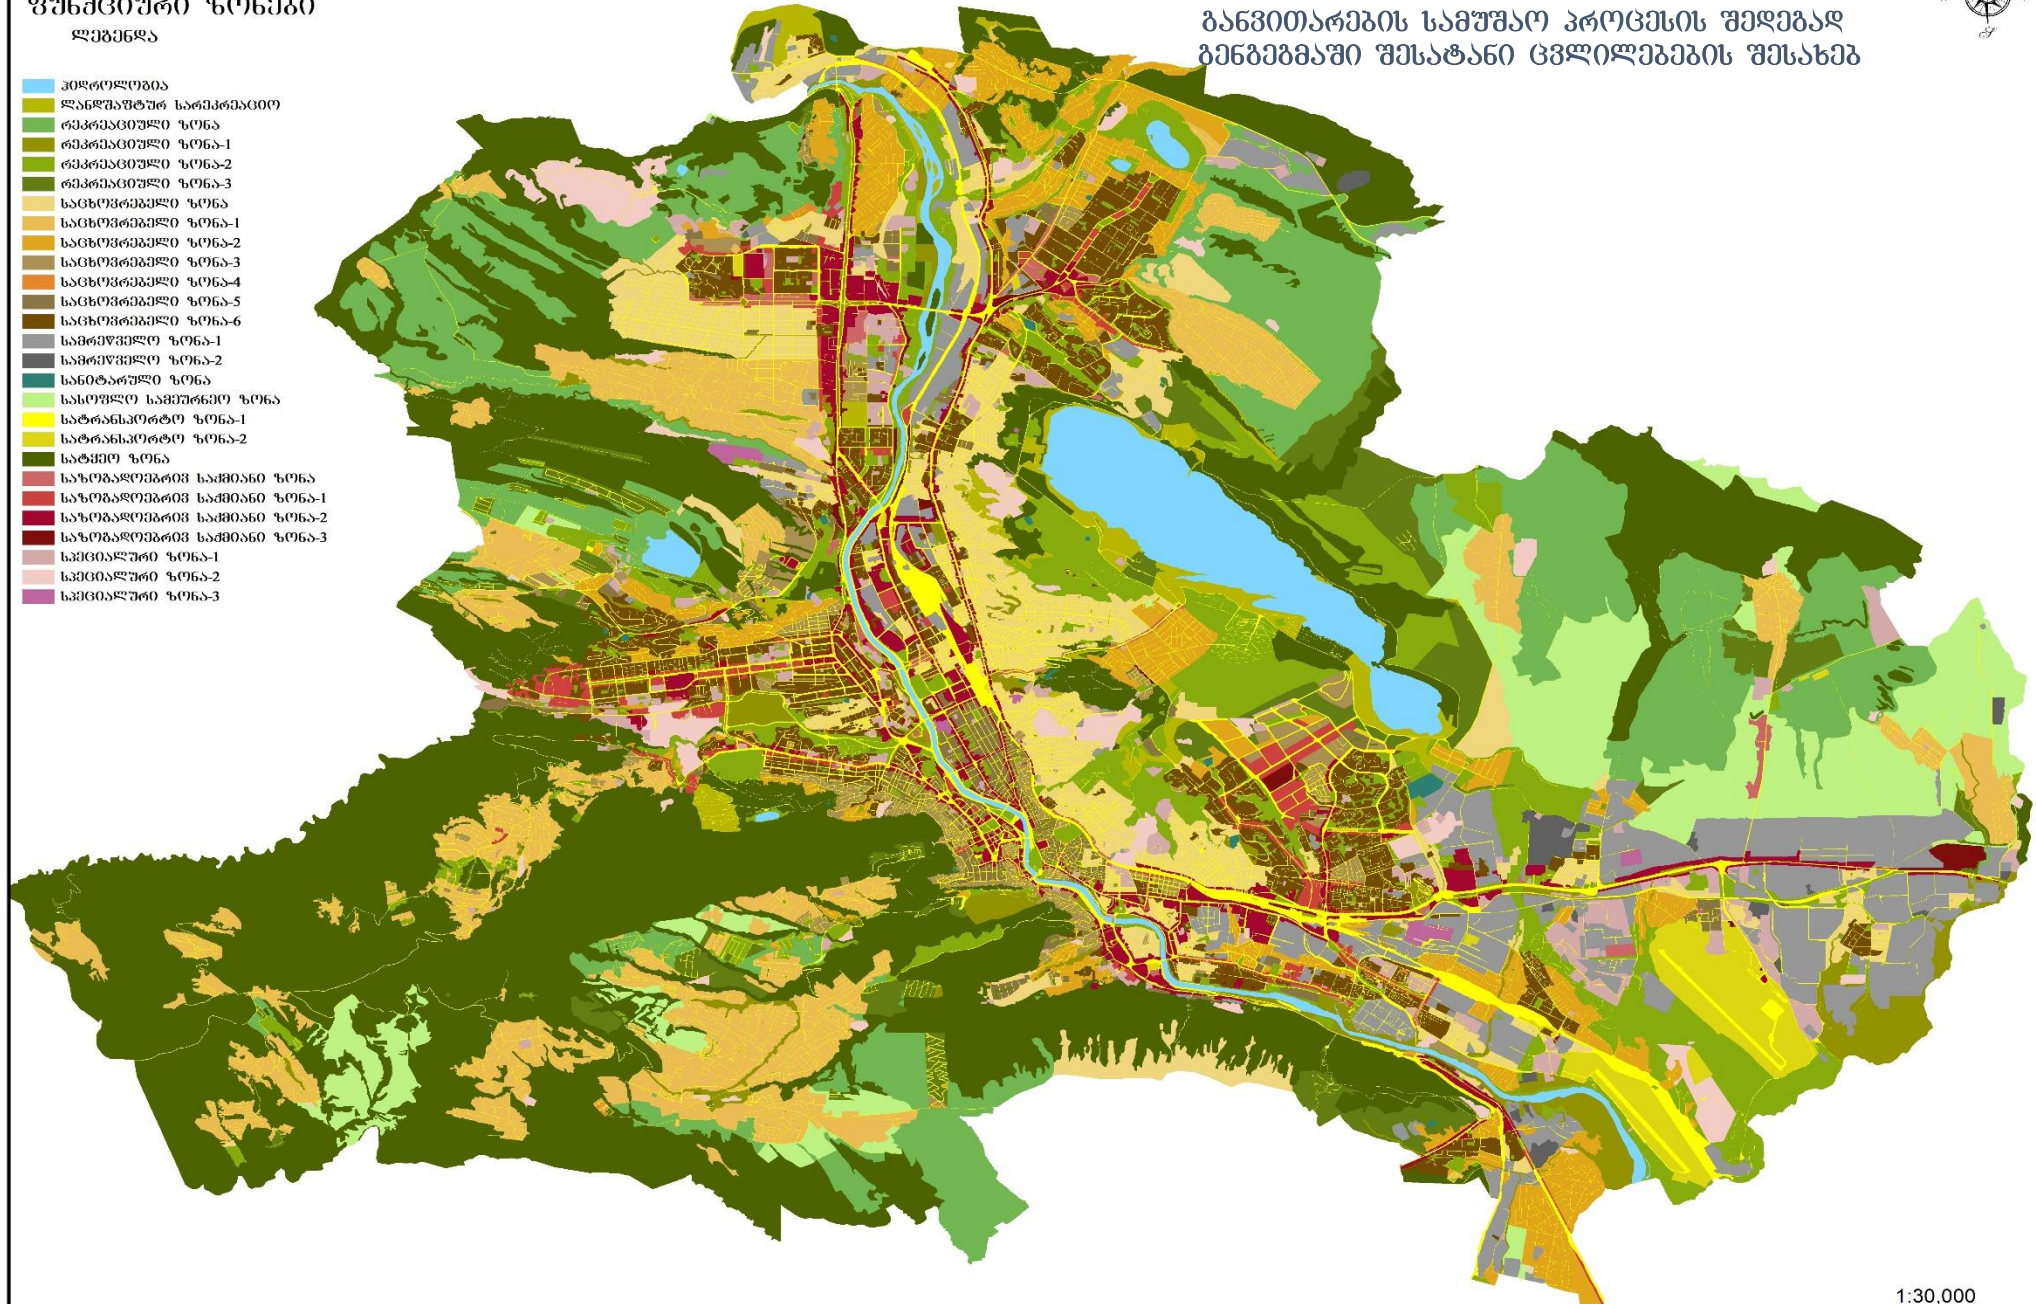 ფუნქციური ზონები
ლეგენდა
ჰიდროლოგია
ლანდშაფტურ სარეკრეაციო
რეკრეაციული ზონა
რეკრეაციული ზონა-1
რეკრეაციული ზონა-2
რეკრეაციული ზონა-3
საცხოვრებელი ზონა
საცხოვრებელი ზონა-1
საცხოვრებელი ზონა-2
საცხოვრებელი ზონა-3
საცხოვრებელი ზონა-4
საცხოვრებელი ზონა-5
საცხოვრებელი ზონა-6
სამრეწველო ზონა-1
სამრეწველო ზონა-2
სანიტარული ზონა
სასოფლო სამეურნეო ზონა
სატრანსპორტო ზონა-1
სატრანსპორტო ზონა-2
სატყეო ზონა
საზოგადოებრივ საქმიანი ზონა
საზოგადოებრივ საქმიანი ზონა-1
საზოგადოებრივ საქმიანი ზონა-2
საზოგადოებრივ საქმიანი ზონა-3
სპეციალური ზონა-1
სპეციალური ზონა-2
სპეციალური ზონა-3
განვითარების სამუშაო პროცესის შედეგად
გენგეგმაში შესატანი ცვლილებების შესახებ
S
1:30,000